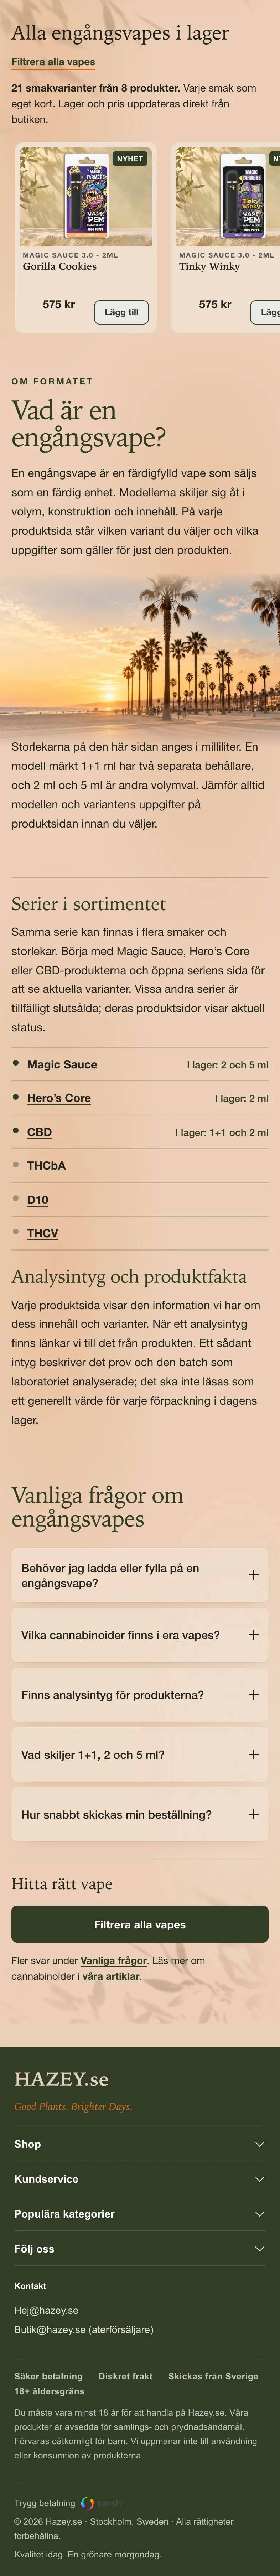 Alla engångsvapes i lager
Filtrera alla vapes
21 smakvarianter från 8 produkter. Varje smak som
eget kort. Lager och pris uppdateras direkt från
butiken.
NYHET
MAGIC SAUCE 3.0 - 2ML
Gorilla Cookies
575 kr
Lägg till
MAGIC SAUCE 3.0 - 2ML
Tinky Winky
575 kr
OM FORMATET
Vad är en
engångsvape?
En engångsvape är en färdigfylld vape som säljs
som en färdig enhet. Modellerna skiljer sig åt i
volym, konstruktion och innehåll. På varje
produktsida står vilken variant du väljer och vilka
uppgifter som gäller för just den produkten.
Storlekarna på den här sidan anges i milliliter. En
modell märkt 1+1 ml har två separata behållare,
och 2 ml och 5 ml är andra volymval. Jämför alltid
modellen och variantens uppgifter på
produktsidan innan du väljer.
Serier i sortimentet
Samma serie kan finnas i flera smaker och
storlekar. Börja med Magic Sauce, Hero’s Core
eller CBD-produkterna och öppna seriens sida för
att se aktuella varianter. Vissa andra serier är
tillfälligt slutsålda; deras produktsidor visar aktuell
status.
Magic Sauce I lager: 2 och 5 ml
Hero’s Core I lager: 2 ml
CBD I lager: 1+1 och 2 ml
THCbA
D10
THCV
Analysintyg och produktfakta
Varje produktsida visar den information vi har om
dess innehåll och varianter. När ett analysintyg
finns länkar vi till det från produkten. Ett sådant
intyg beskriver det prov och den batch som
laboratoriet analyserade; det ska inte läsas som
ett generellt värde för varje förpackning i dagens
lager.
Vanliga frågor om
engångsvapes
Behöver jag ladda eller fylla på en
engångsvape?
Vilka cannabinoider finns i era vapes?
Finns analysintyg för produkterna?
Vad skiljer 1+1, 2 och 5 ml?
Hur snabbt skickas min beställning?
Hitta rätt vape
Filtrera alla vapes
Fler svar under Vanliga frågor. Läs mer om
cannabinoider i våra artiklar.
HAZEY.se
Good Plants. Brighter Days.
Shop
Kundservice
Populära kategorier
Följ oss
Kontakt
Hej@hazey.se
Butik@hazey.se (återförsäljare)
Säker betalning Diskret frakt Skickas från Sverige
18+ åldersgräns
Du måste vara minst 18 år för att handla på Hazey.se. Våra
produkter är avsedda för samlings- och prydnadsändamål.
Förvaras oåtkomligt för barn. Vi uppmanar inte till användning
eller konsumtion av produkterna.
Trygg betalning swish
© 2026 Hazey.se · Stockholm, Sweden · Alla rättigheter
förbehållna.
Kvalitet idag. En grönare morgondag.